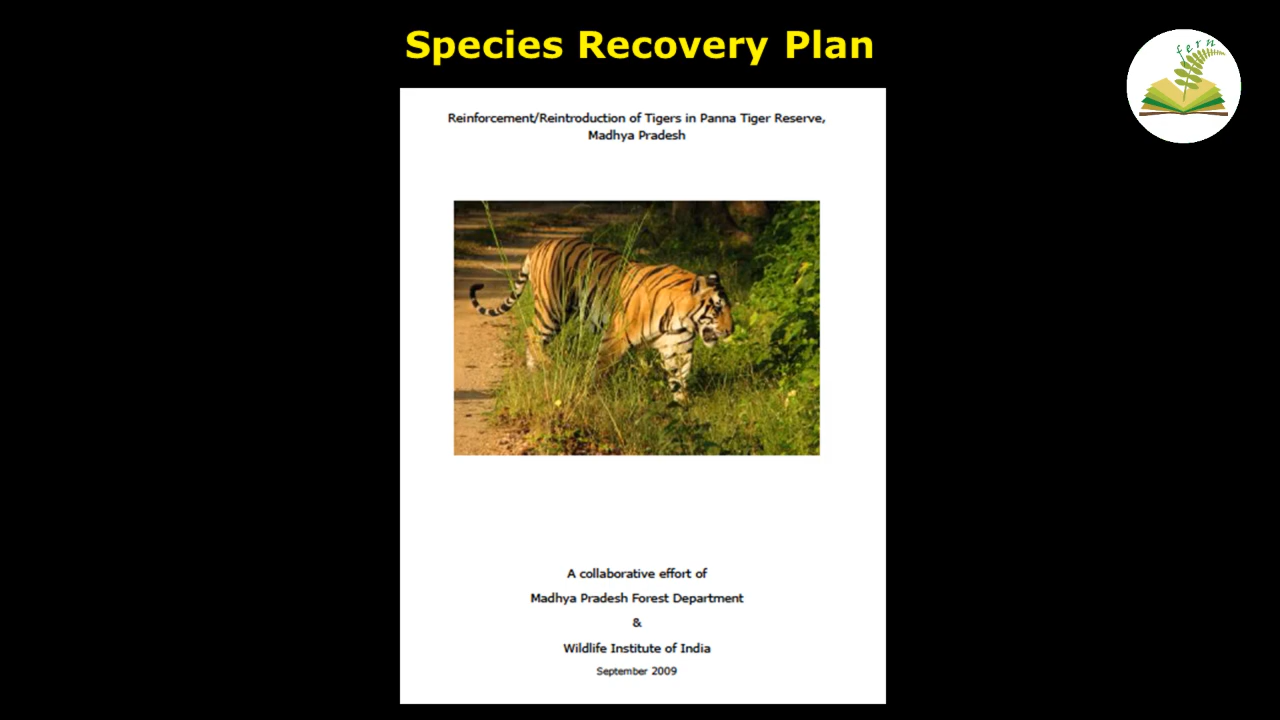 Species Recovery Plan
fern
Reinforcement/Reintroduction of Tigers in Panna Tiger Reserve,
Madhya Pradesh
A collaborative effort of
Madhya Pradesh Forest Department
&
Wildlife Institute of India
September 2009